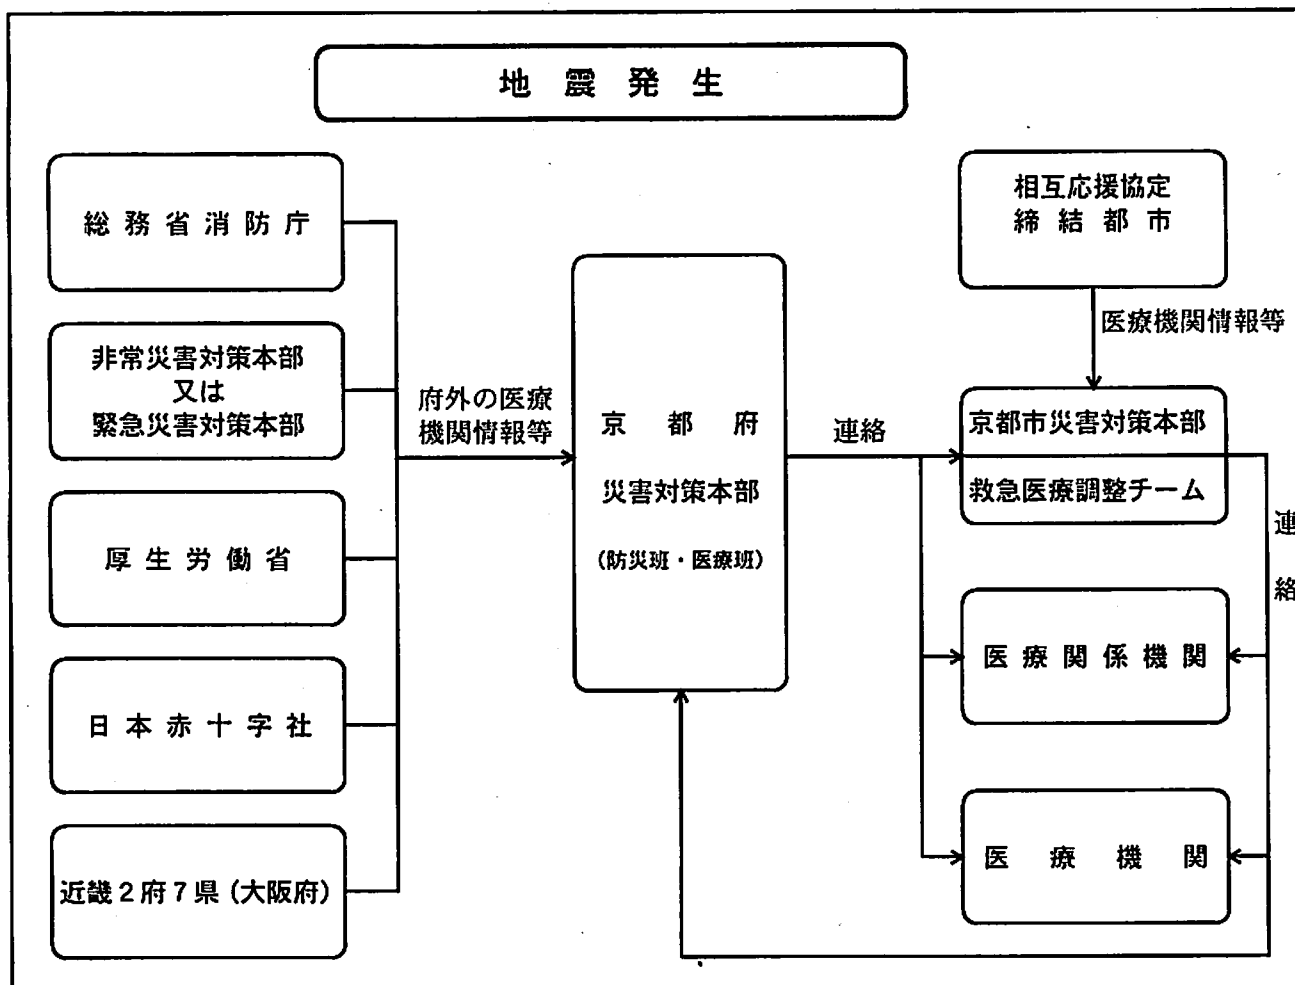 地震発生
総務省消防庁
非常災害対策本部
又は
緊急災害対策本部
厚生労働省
日本赤十字社
近畿2府7県(大阪府)
府外の医療
機関情報等
京都府
災害対策本部
(防災班・医療班)
連絡
相互応援協定
締結都市
医療機関情報等
京都市災害対策本部
救急医療調整チーム
連
絡
医療関係機関
医療機関